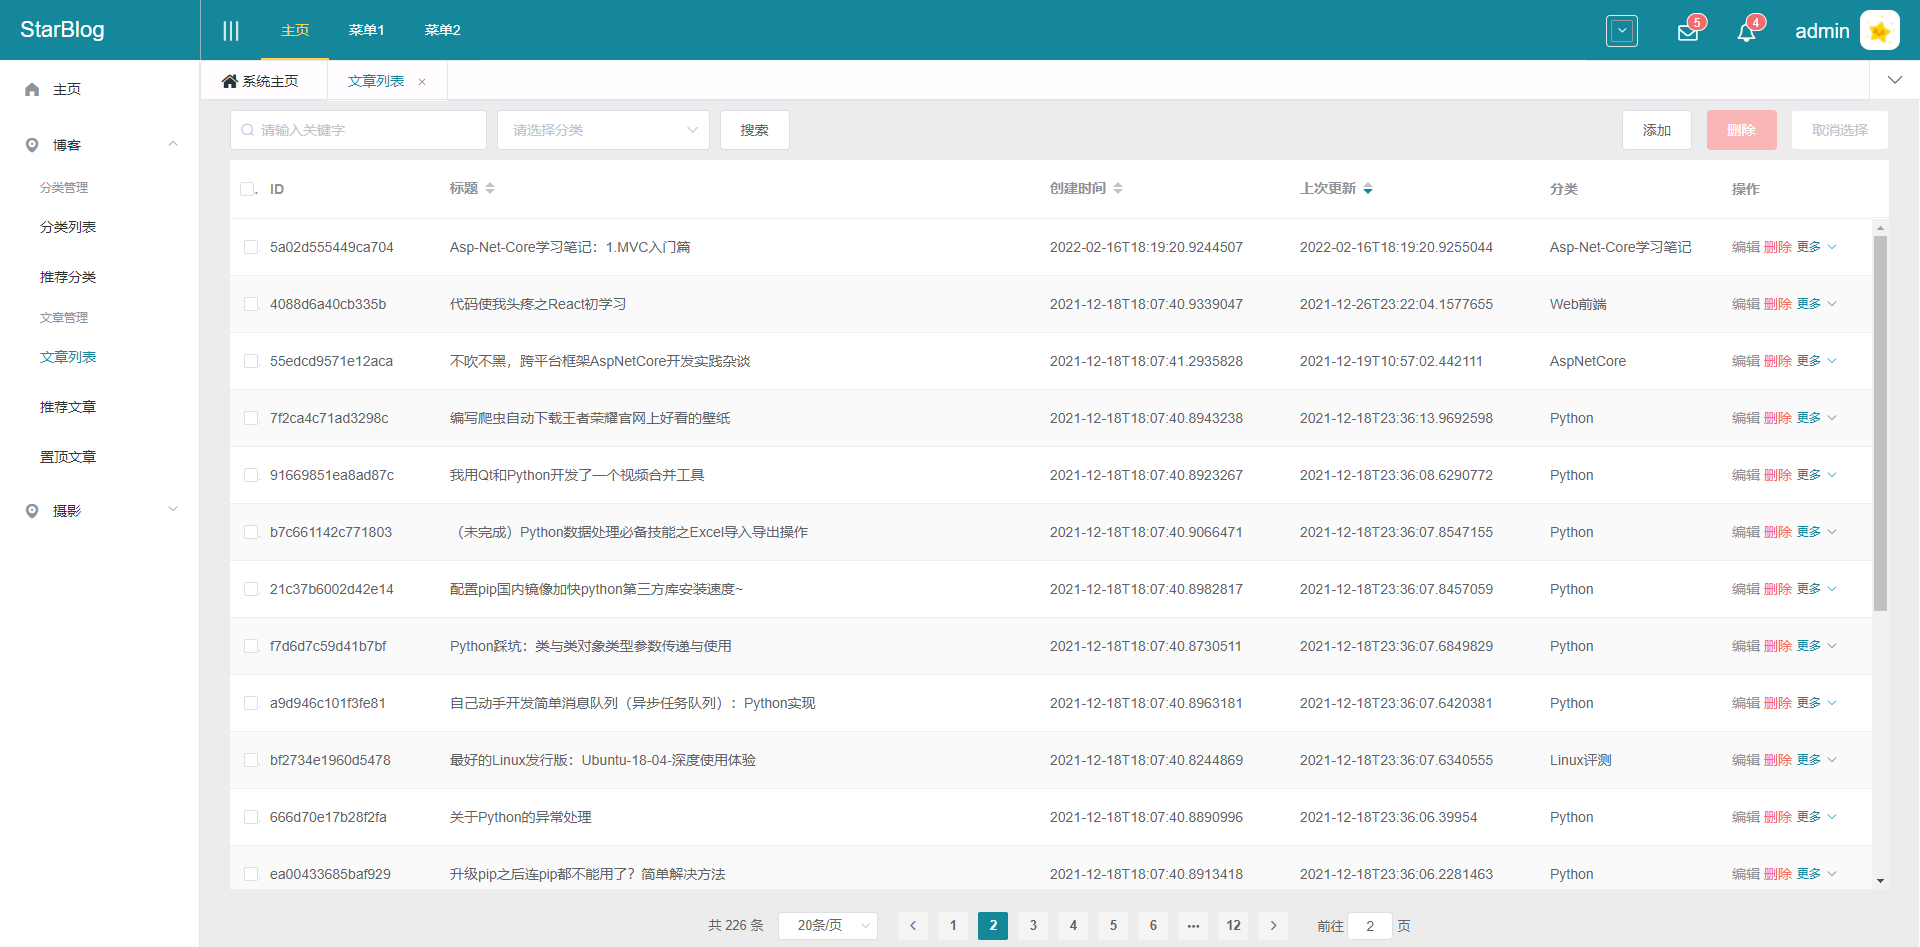 StarBlog
主页 菜单1 菜单2 5 4 admin
主页
博客
分类管理
分类列表
推荐分类
文章管理
文章列表
推荐文章
置顶文章
摄影
系统主页 文章列表 ×
请输入关键字 请选择分类 搜索 添加 删除 取消选择
ID 标题 创建时间 上次更新 分类 操作
5a02d555449ca704 Asp-Net-Core学习笔记：1.MVC入门篇 2022-02-16T18:19:20.9244507 2022-02-16T18:19:20.9255044 Asp-Net-Core学习笔记 编辑 删除 更多
4088d6a40cb335b 代码使我头疼之React初学习 2021-12-18T18:07:40.9339047 2021-12-26T23:22:04.1577655 Web前端 编辑 删除 更多
55edcd9571e12aca 不吹不黑，跨平台框架AspNetCore开发实践杂谈 2021-12-18T18:07:41.2935828 2021-12-19T10:57:02.442111 AspNetCore 编辑 删除 更多
7f2ca4c71ad3298c 编写爬虫自动下载王者荣耀官网上好看的壁纸 2021-12-18T18:07:40.8943238 2021-12-18T23:36:13.9692598 Python 编辑 删除 更多
91669851ea8ad87c 我用Qt和Python开发了一个视频合并工具 2021-12-18T18:07:40.8923267 2021-12-18T23:36:08.6290772 Python 编辑 删除 更多
b7c661142c771803 （未完成）Python数据处理必备技能之Excel导入导出操作 2021-12-18T18:07:40.9066471 2021-12-18T23:36:07.8547155 Python 编辑 删除 更多
21c37b6002d42e14 配置pip国内镜像加快python第三方库安装速度~ 2021-12-18T18:07:40.8982817 2021-12-18T23:36:07.8457059 Python 编辑 删除 更多
f7d6d7c59d41b7bf Python踩坑：类与类对象类型参数传递与使用 2021-12-18T18:07:40.8730511 2021-12-18T23:36:07.6849829 Python 编辑 删除 更多
a9d946c101f3fe81 自己动手开发简单消息队列（异步任务队列）：Python实现 2021-12-18T18:07:40.8963181 2021-12-18T23:36:07.6420381 Python 编辑 删除 更多
bf2734e1960d5478 最好的Linux发行版：Ubuntu-18-04-深度使用体验 2021-12-18T18:07:40.8244869 2021-12-18T23:36:07.6340555 Linux评测 编辑 删除 更多
666d70e17b28f2fa 关于Python的异常处理 2021-12-18T18:07:40.8890996 2021-12-18T23:36:06.39954 Python 编辑 删除 更多
ea00433685baf929 升级pip之后连pip都不能用了？简单解决方法 2021-12-18T18:07:40.8913418 2021-12-18T23:36:06.2281463 Python 编辑 删除 更多
共 226 条 20条/页 1 2 3 4 5 6 ••• 12 前往 2 页